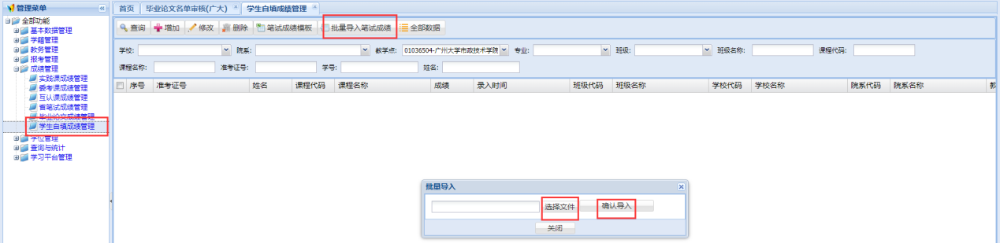 管理菜单
全部功能
基本数据管理
学籍管理
教务管理
报考管理
成绩管理
实践课成绩管理
委考课成绩管理
互认课成绩管理
省笔试成绩管理
毕业论文成绩管理
学生自填成绩管理
学位管理
查询与统计
学习平台管理
首页 毕业论文名单审核(广大) 学生自填成绩管理
查询 增加 修改 删除 笔试成绩模板 批量导入笔试成绩 全部数据
学校: 院系: 教学点: 01036504-广州大学市政技术学院 专业: 班级: 班级名称: 课程代码:
课程名称: 准考证号: 学号: 姓名:
序号 准考证号 姓名 课程代码 课程名称 成绩 录入时间 班级代码 班级名称 学校代码 学校名称 院系代码 院系名称 教
批量导入
选择文件 确认导入
关闭